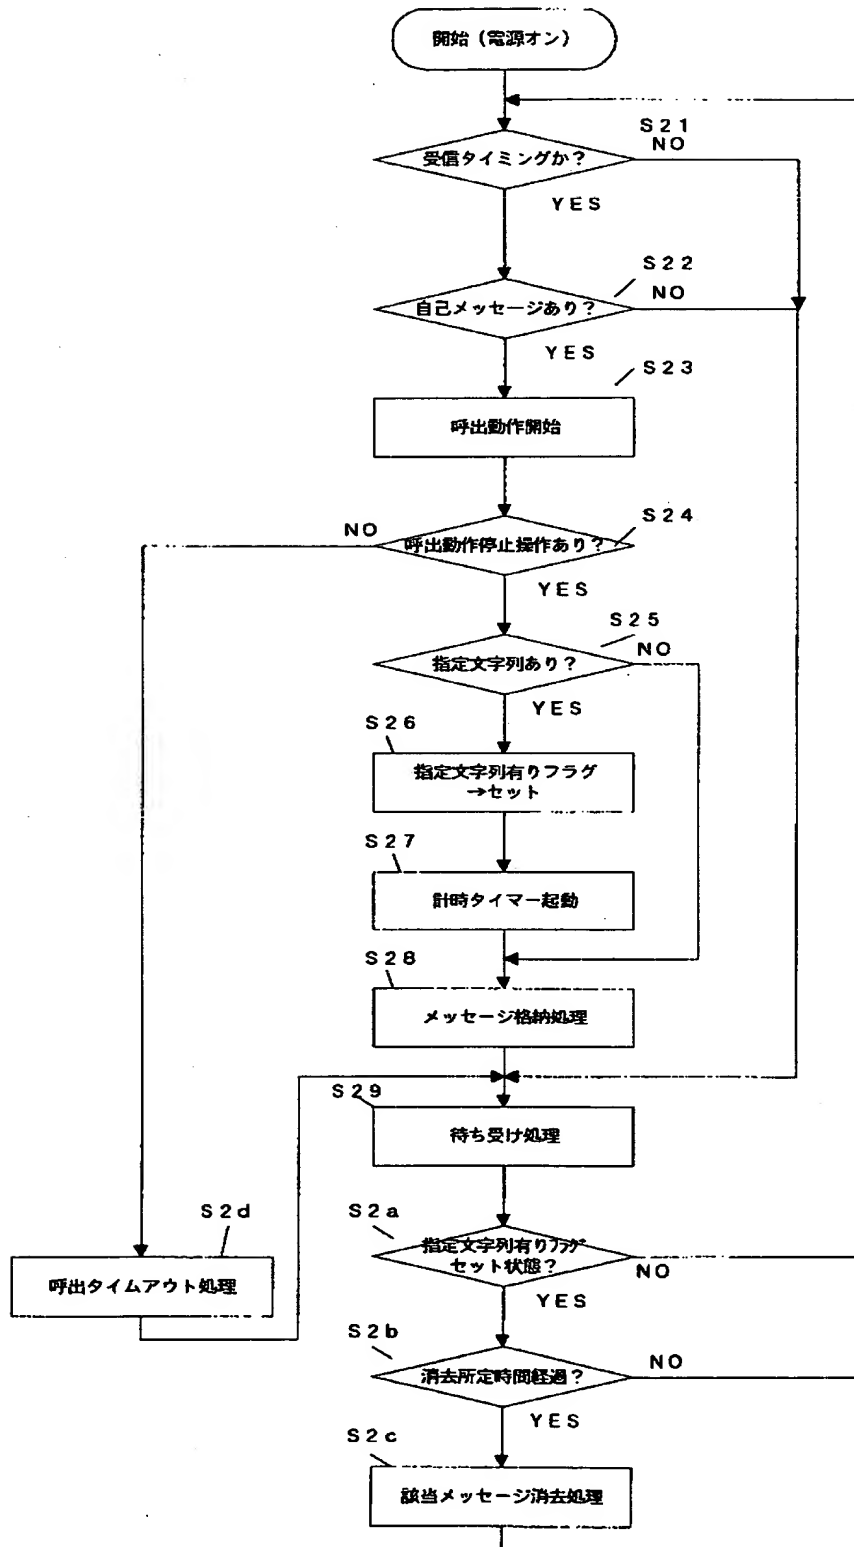 開始（電源オン）
S21
NO
受信タイミングか？
YES
S22
NO
自己メッセージあり？
YES
S23
呼出動作開始
S24
NO
呼出動作停止操作あり？
YES
S25
NO
指定文字列あり？
YES
S26
指定文字列有りフラグ
→セット
S27
計時タイマー起動
S28
メッセージ格納処理
S29
待ち受け処理
S2d
呼出タイムアウト処理
S2a
指定文字列有りフラグ
セット状態？
NO
YES
S2b
NO
消去所定時間経過？
YES
S2c
該当メッセージ消去処理